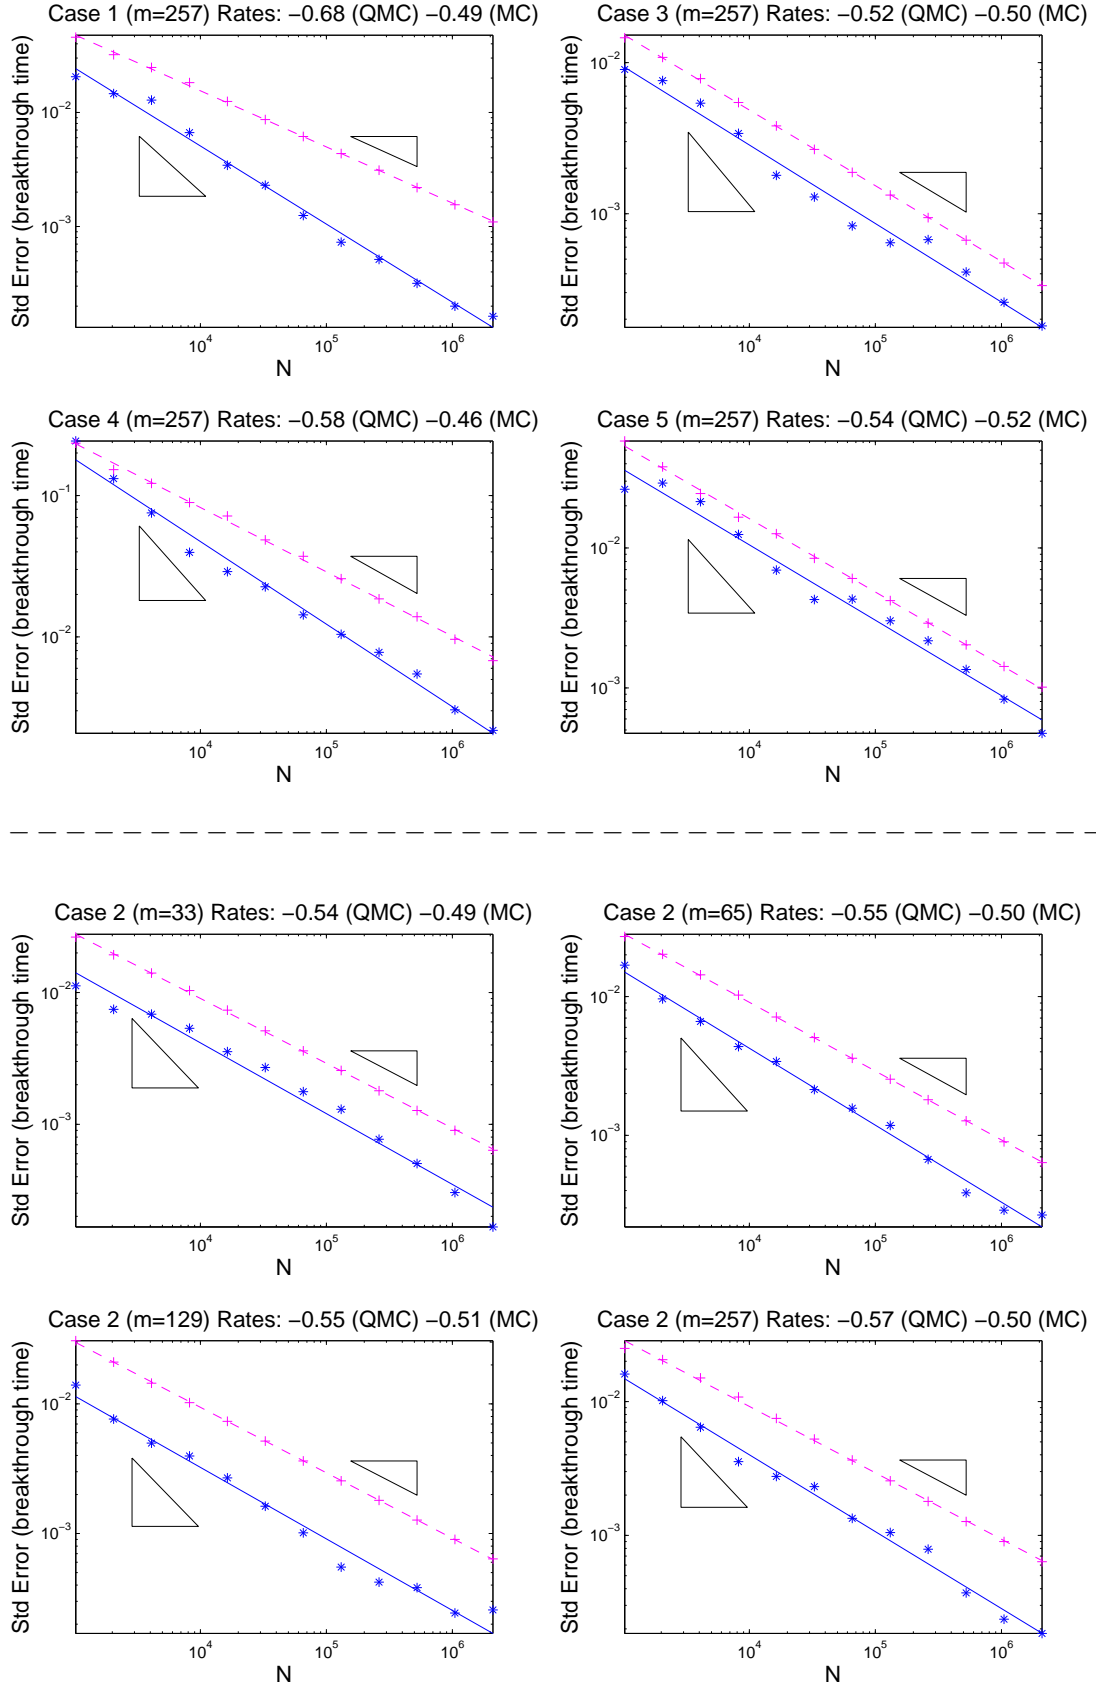 Case 1 (m=257) Rates: −0.68 (QMC) −0.49 (MC)
Std Error (breakthrough time)
10^−2
10^−3
10^4
10^5
10^6
N
Case 3 (m=257) Rates: −0.52 (QMC) −0.50 (MC)
Std Error (breakthrough time)
10^−2
10^−3
10^4
10^5
10^6
N
Case 4 (m=257) Rates: −0.58 (QMC) −0.46 (MC)
Std Error (breakthrough time)
10^−1
10^−2
10^4
10^5
10^6
N
Case 5 (m=257) Rates: −0.54 (QMC) −0.52 (MC)
Std Error (breakthrough time)
10^−2
10^−3
10^4
10^5
10^6
N
Case 2 (m=33) Rates: −0.54 (QMC) −0.49 (MC)
Std Error (breakthrough time)
10^−2
10^−3
10^4
10^5
10^6
N
Case 2 (m=65) Rates: −0.55 (QMC) −0.50 (MC)
Std Error (breakthrough time)
10^−2
10^−3
10^4
10^5
10^6
N
Case 2 (m=129) Rates: −0.55 (QMC) −0.51 (MC)
Std Error (breakthrough time)
10^−2
10^−3
10^4
10^5
10^6
N
Case 2 (m=257) Rates: −0.57 (QMC) −0.50 (MC)
Std Error (breakthrough time)
10^−2
10^−3
10^4
10^5
10^6
N